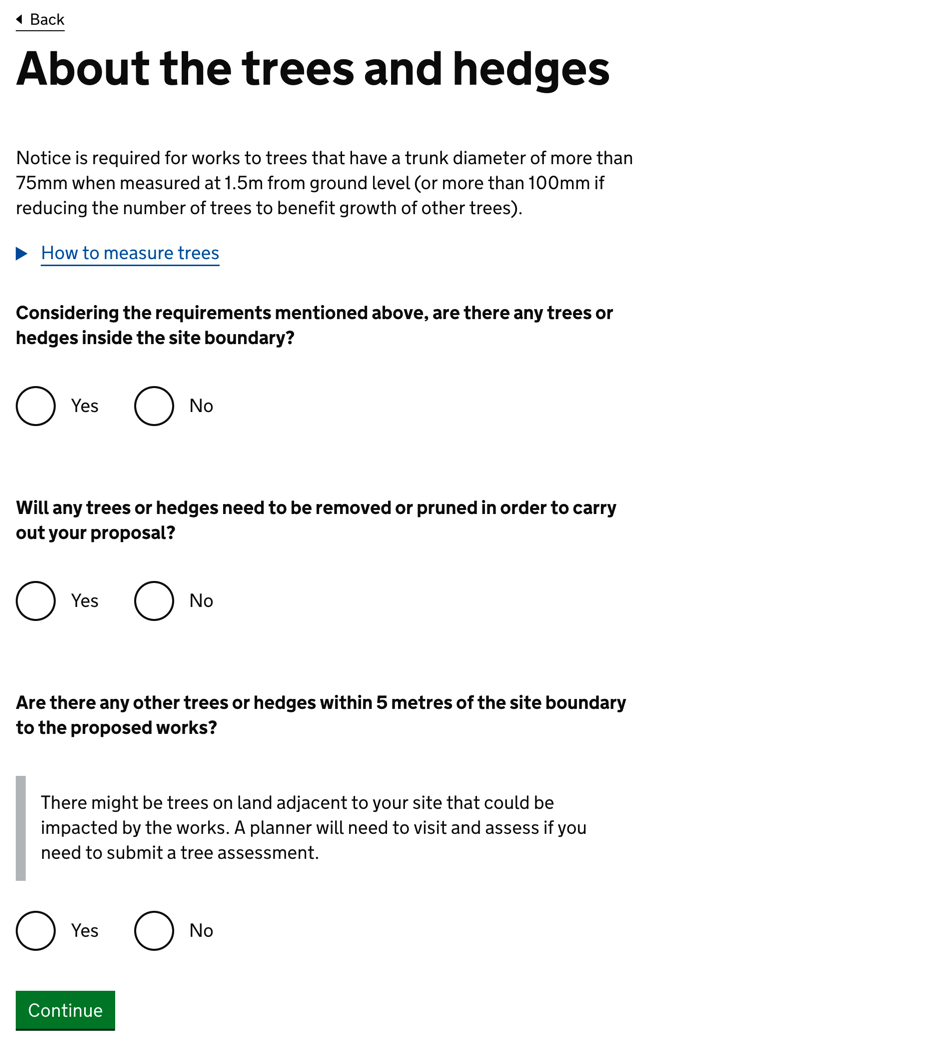 Back
About the trees and hedges
Notice is required for works to trees that have a trunk diameter of more than
75mm when measured at 1.5m from ground level (or more than 100mm if
reducing the number of trees to benefit growth of other trees).
How to measure trees
Considering the requirements mentioned above, are there any trees or
hedges inside the site boundary?
Yes No
Will any trees or hedges need to be removed or pruned in order to carry
out your proposal?
Yes No
Are there any other trees or hedges within 5 metres of the site boundary
to the proposed works?
There might be trees on land adjacent to your site that could be
impacted by the works. A planner will need to visit and assess if you
need to submit a tree assessment.
Yes No
Continue